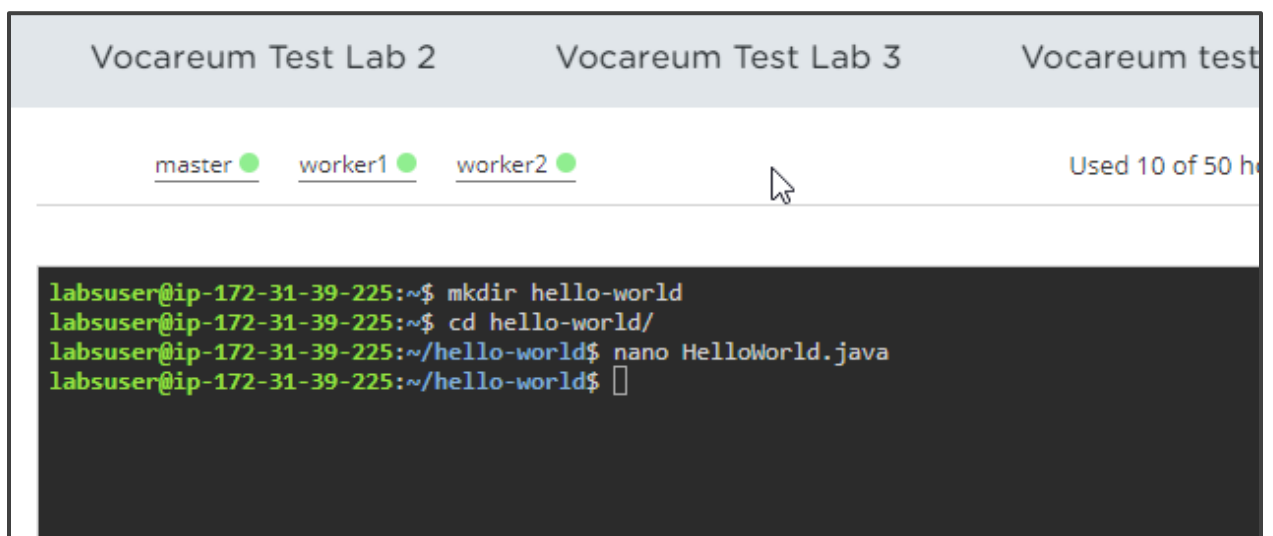 Vocareum Test Lab 2 Vocareum Test Lab 3 Vocareum test
master worker1 worker2 Used 10 of 50
labsuser@ip-172-31-39-225:~$ mkdir hello-world
labsuser@ip-172-31-39-225:~$ cd hello-world/
labsuser@ip-172-31-39-225:~/hello-world$ nano HelloWorld.java
labsuser@ip-172-31-39-225:~/hello-world$